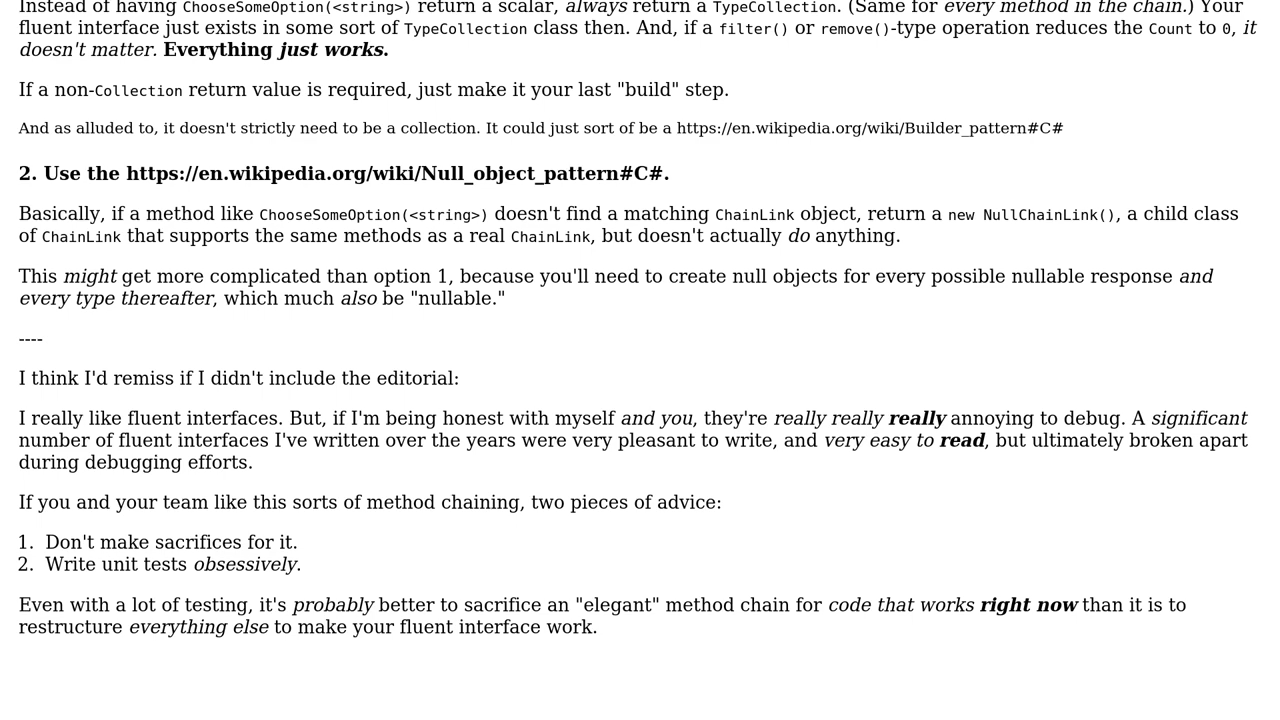 Instead of having ChooseSomeOption(<string>) return a scalar, always return a TypeCollection. (Same for every method in the chain.) Your
fluent interface just exists in some sort of TypeCollection class then. And, if a filter() or remove()-type operation reduces the Count to 0, it
doesn't matter. Everything just works.
If a non-Collection return value is required, just make it your last "build" step.
And as alluded to, it doesn't strictly need to be a collection. It could just sort of be a https://en.wikipedia.org/wiki/Builder_pattern#C#
2. Use the https://en.wikipedia.org/wiki/Null_object_pattern#C#.
Basically, if a method like ChooseSomeOption(<string>) doesn't find a matching ChainLink object, return a new NullChainLink(), a child class
of ChainLink that supports the same methods as a real ChainLink, but doesn't actually do anything.
This might get more complicated than option 1, because you'll need to create null objects for every possible nullable response and
every type thereafter, which much also be "nullable."
----
I think I'd remiss if I didn't include the editorial:
I really like fluent interfaces. But, if I'm being honest with myself and you, they're really really really annoying to debug. A significant
number of fluent interfaces I've written over the years were very pleasant to write, and very easy to read, but ultimately broken apart
during debugging efforts.
If you and your team like this sorts of method chaining, two pieces of advice:
1. Don't make sacrifices for it.
2. Write unit tests obsessively.
Even with a lot of testing, it's probably better to sacrifice an "elegant" method chain for code that works right now than it is to
restructure everything else to make your fluent interface work.